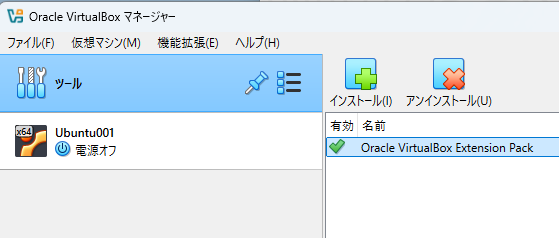 Oracle VirtualBox マネージャー
ファイル(F) 仮想マシン(M) 機能拡張(E) ヘルプ(H)
ツール
x64
Ubuntu001
電源オフ
インストール(I) アンインストール(U)
有効 名前
Oracle VirtualBox Extension Pack